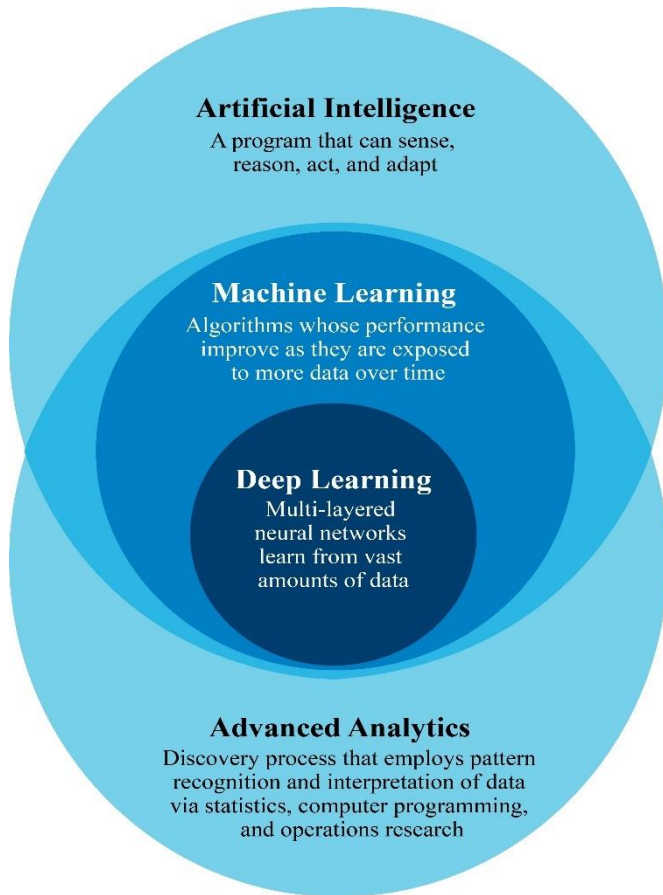 Artificial Intelligence
A program that can sense,
reason, act, and adapt
Machine Learning
Algorithms whose performance
improve as they are exposed
to more data over time
Deep Learning
Multi-layered
neural networks
learn from vast
amounts of data
Advanced Analytics
Discovery process that employs pattern
recognition and interpretation of data
via statistics, computer programming,
and operations research